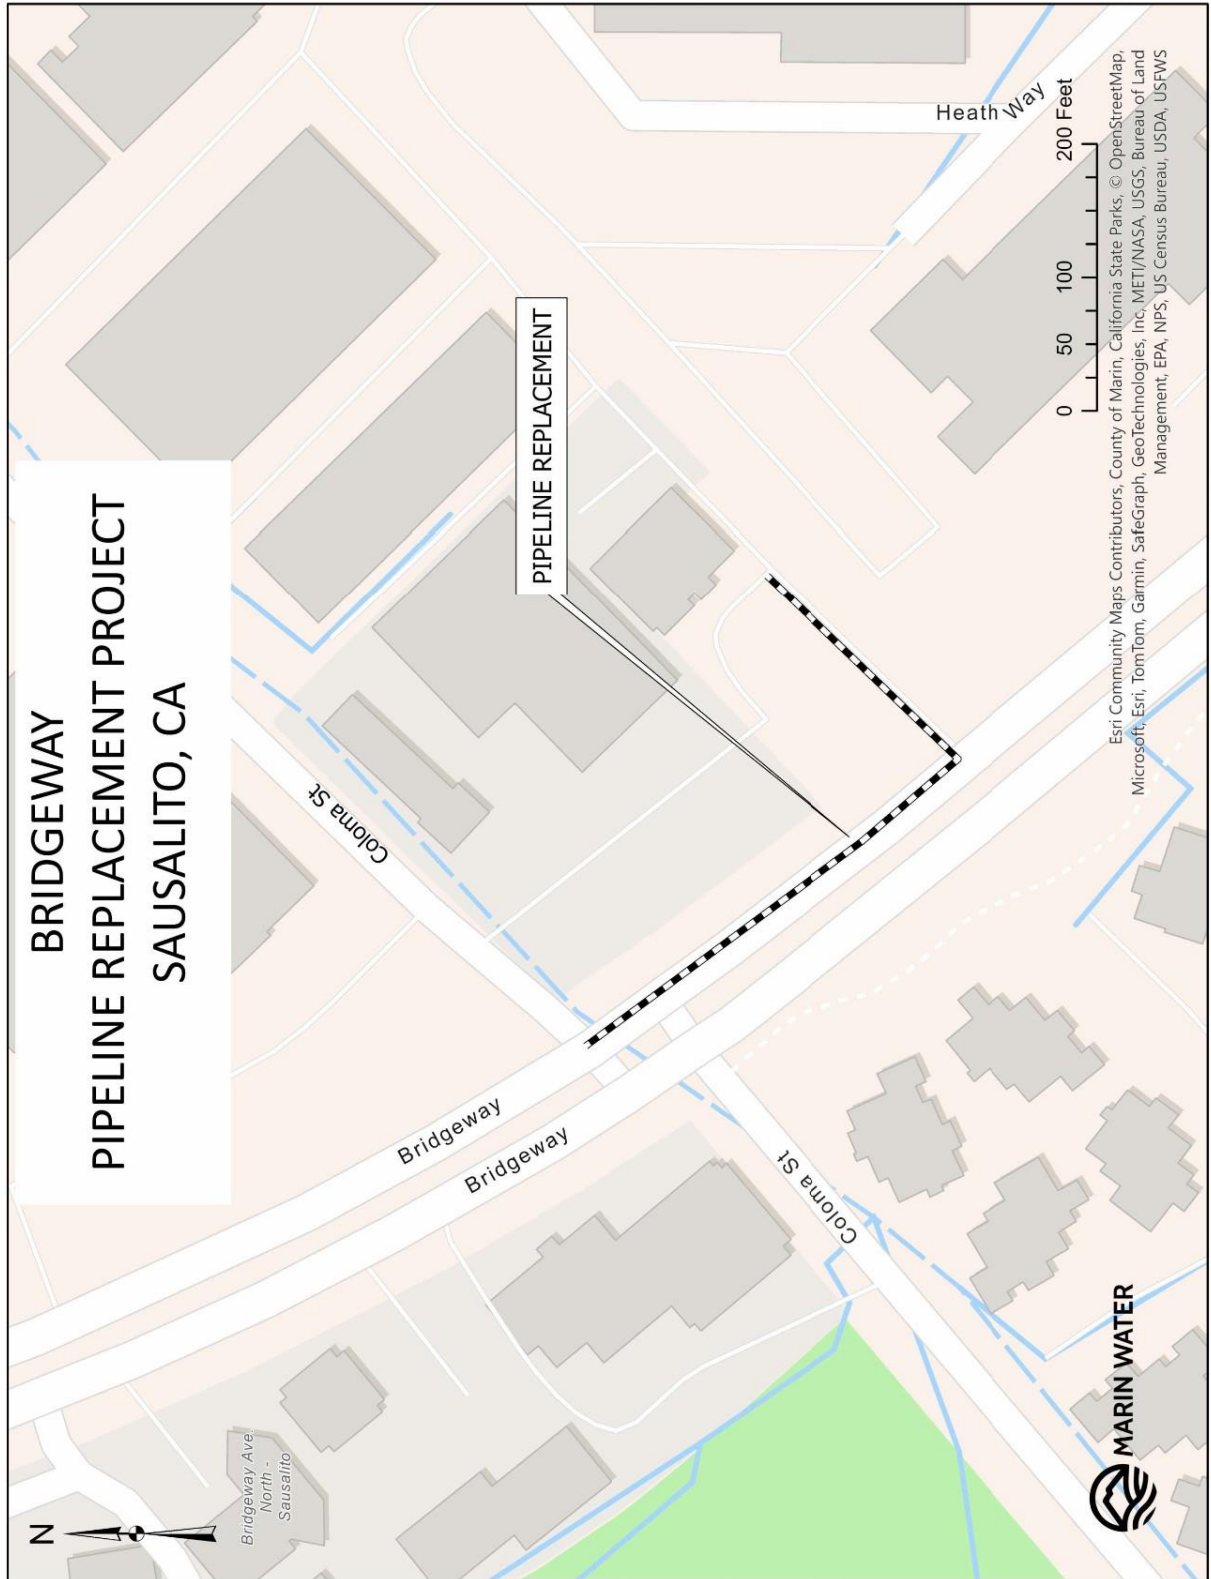 BRIDGEWAY
PIPELINE REPLACEMENT PROJECT
SAUSALITO, CA
N
Bridgeway Ave.
North -
Sausalito
Bridgeway
Bridgeway
Coloma St
Coloma St
PIPELINE REPLACEMENT
Heath Way
0 50 100 200 Feet
Esri Community Maps Contributors, County of Marin, California State Parks, © OpenStreetMap,
Microsoft, Esri, TomTom, Garmin, SafeGraph, GeoTechnologies, Inc, METI/NASA, USGS, Bureau of Land
Management, EPA, NPS, US Census Bureau, USDA, USFWS
MARIN WATER